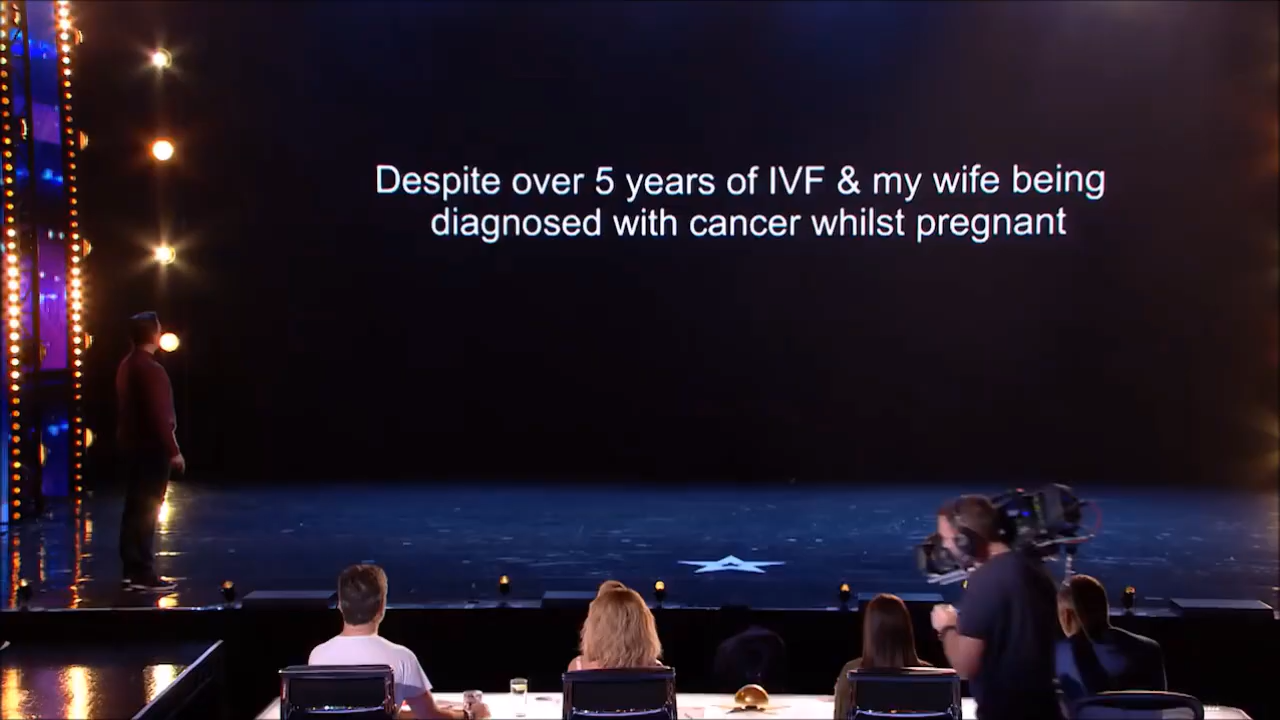 Despite over 5 years of IVF & my wife being
diagnosed with cancer whilst pregnant